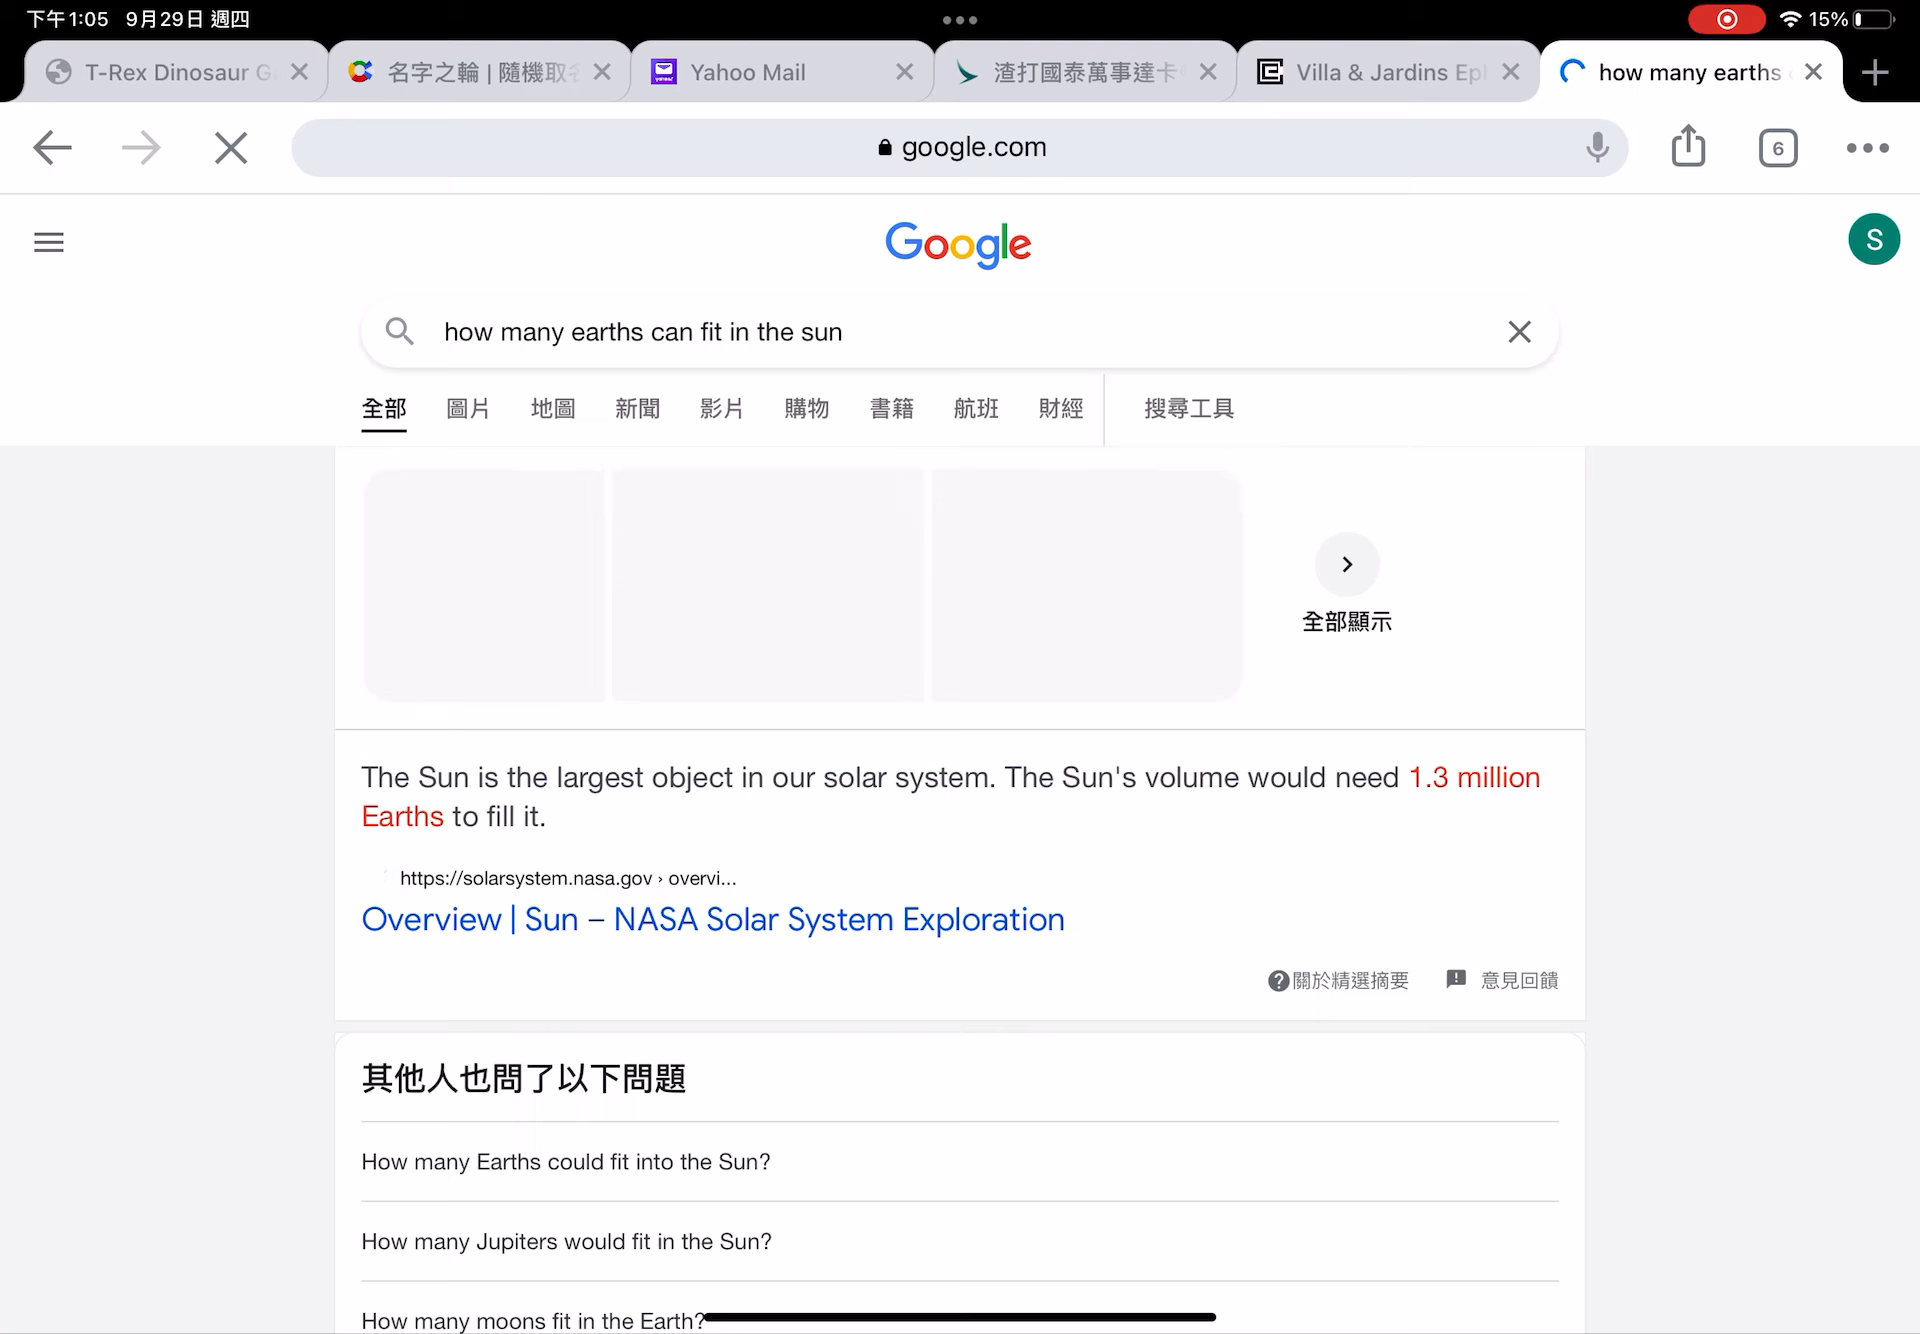 下午1:05 9月29日 週四
15%
T-Rex Dinosaur G
名字之輪 | 隨機取
Yahoo Mail
渣打國泰萬事達卡
Villa & Jardins Ep
how many earths
google.com
6
Google
S
how many earths can fit in the sun
全部 圖片 地圖 新聞 影片 購物 書籍 航班 財經 搜尋工具
全部顯示
The Sun is the largest object in our solar system. The Sun's volume would need 1.3 million
Earths to fill it.
https://solarsystem.nasa.gov › overvi...
Overview | Sun – NASA Solar System Exploration
關於精選摘要 意見回饋
其他人也問了以下問題
How many Earths could fit into the Sun?
How many Jupiters would fit in the Sun?
How many moons fit in the Earth?